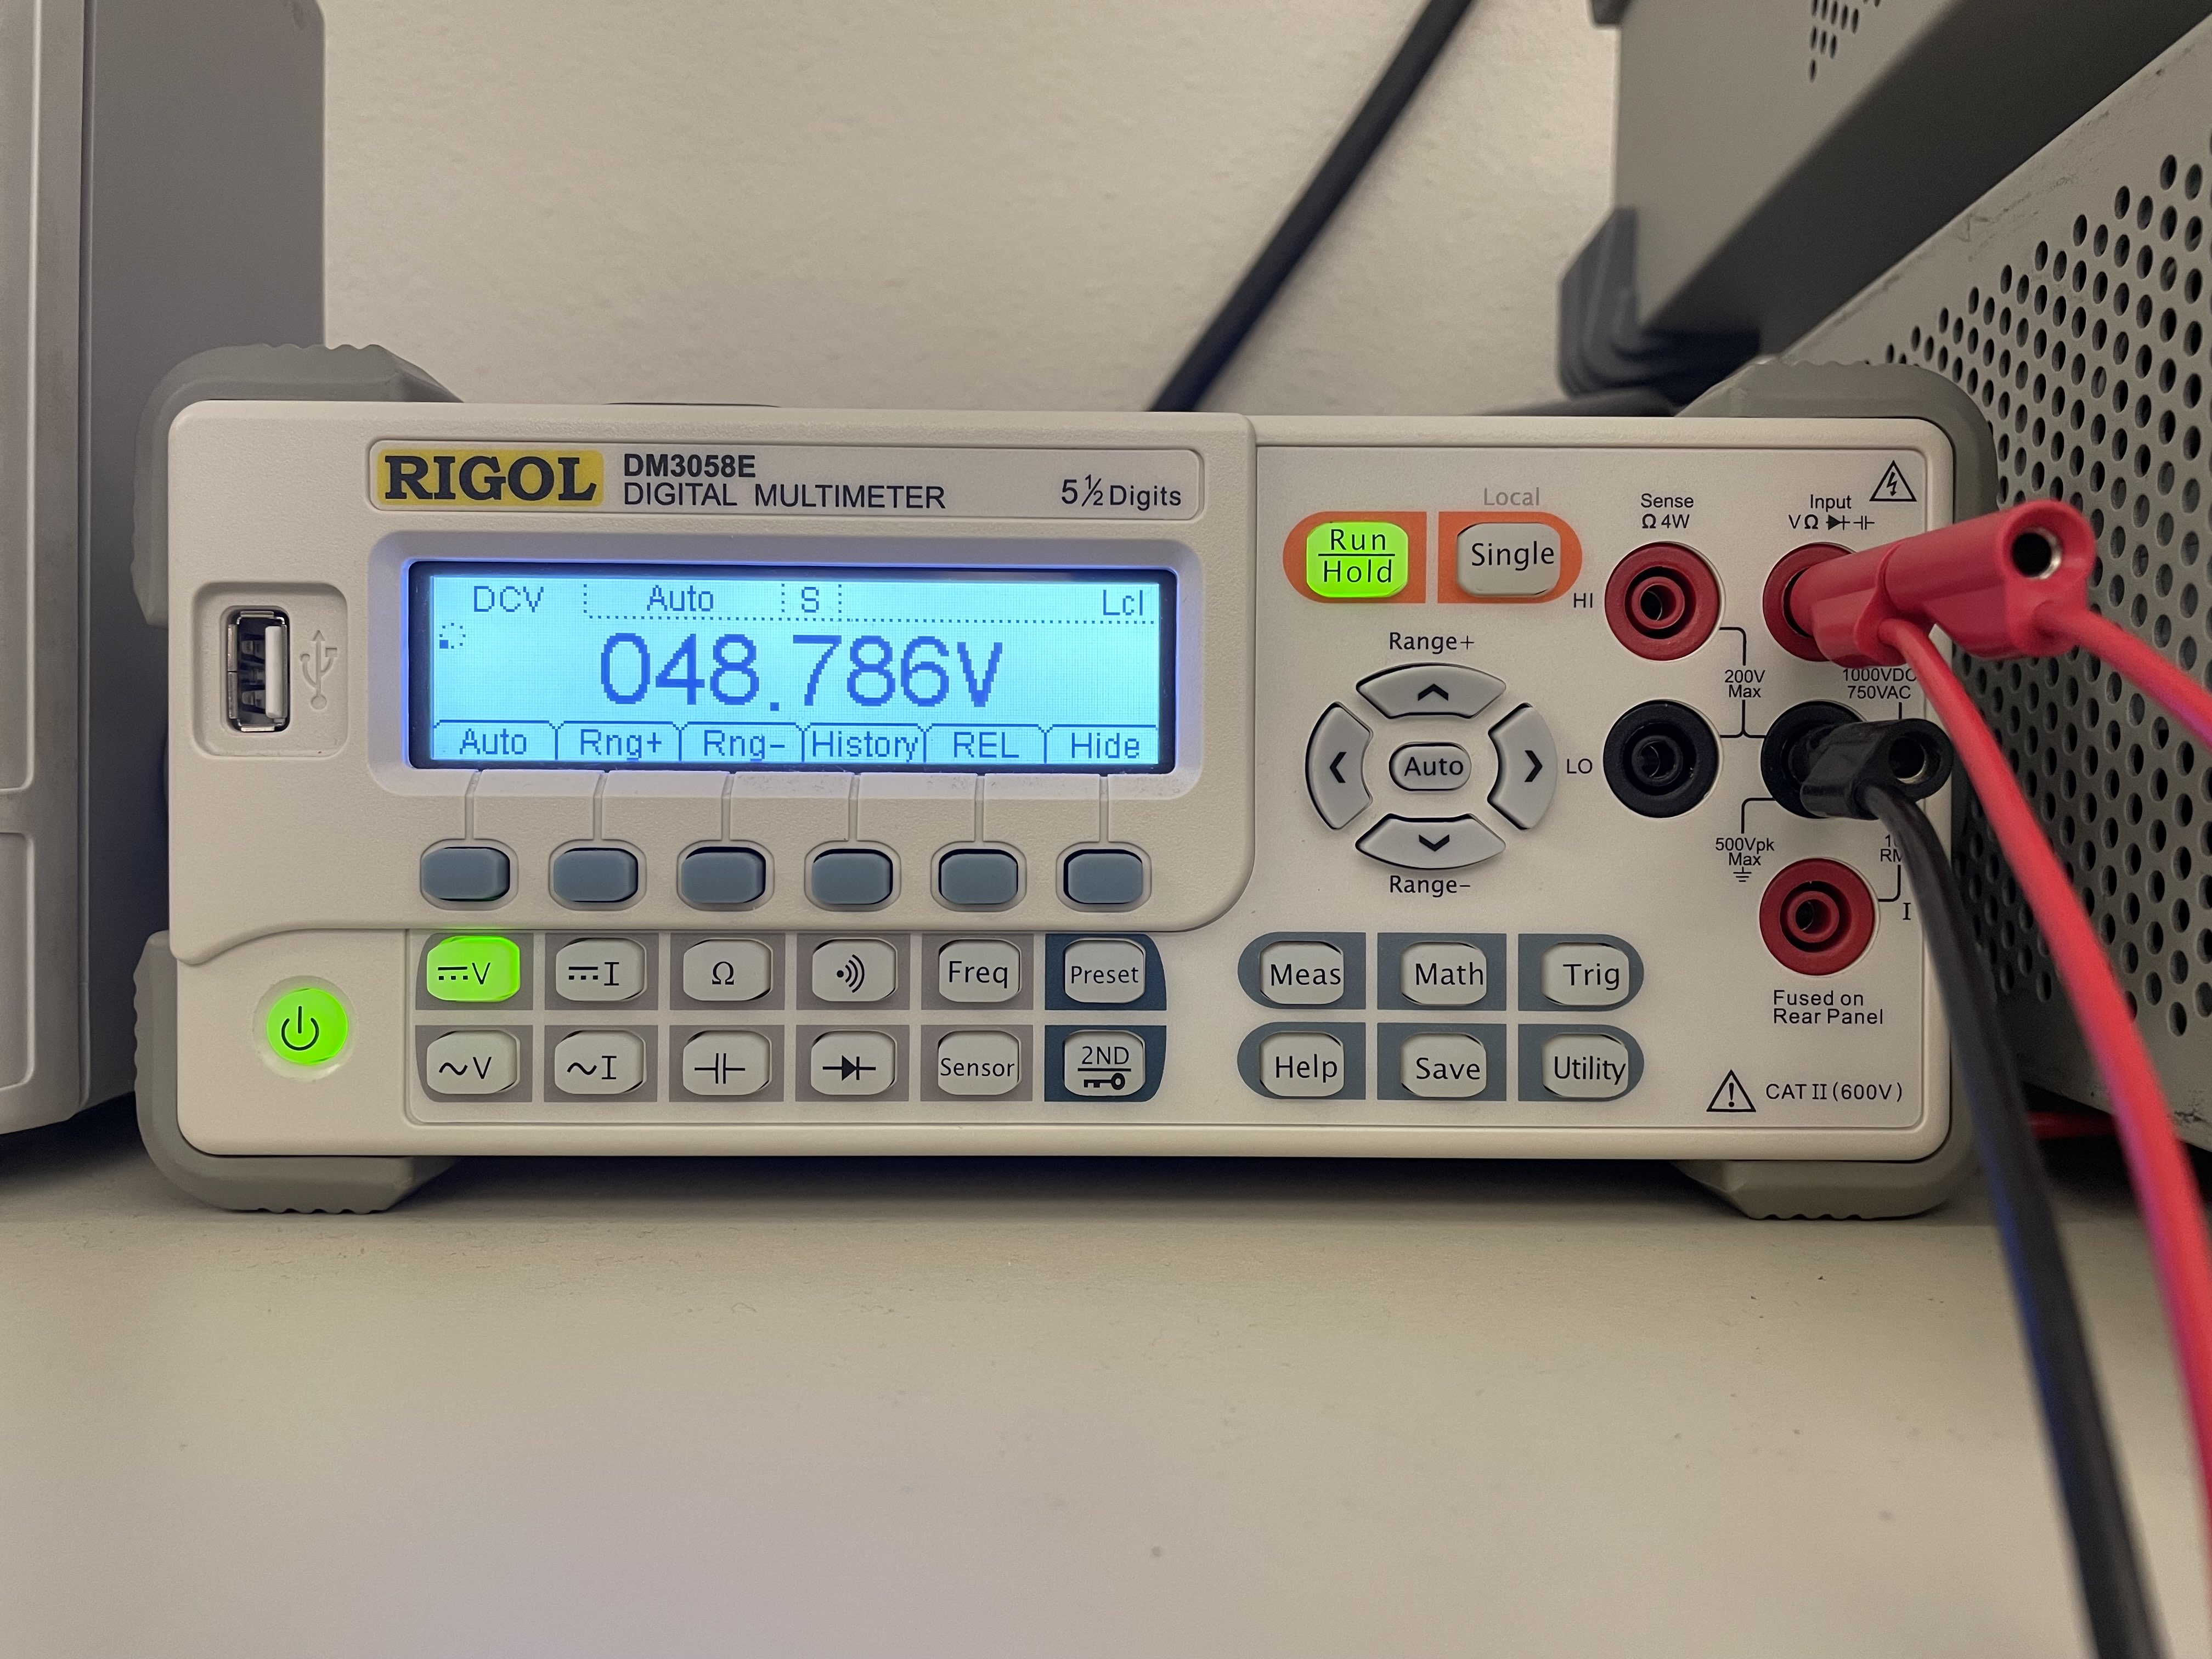 RIGOL
DM3058E
DIGITAL MULTIMETER
5 ½ Digits
DCV Auto S Lcl
048.786V
Auto Rng+ Rng- History REL Hide
V I Ω Freq Preset
V I Sensor 2ND
Local
Run
Hold
Single
Range+
Auto
Range-
Meas Math Trig
Help Save Utility
Sense
Ω 4W
Input
V Ω
HI
200V
Max
1000VDC
750VAC
LO
500Vpk
Max
I
Fused on
Rear Panel
CAT II (600V)